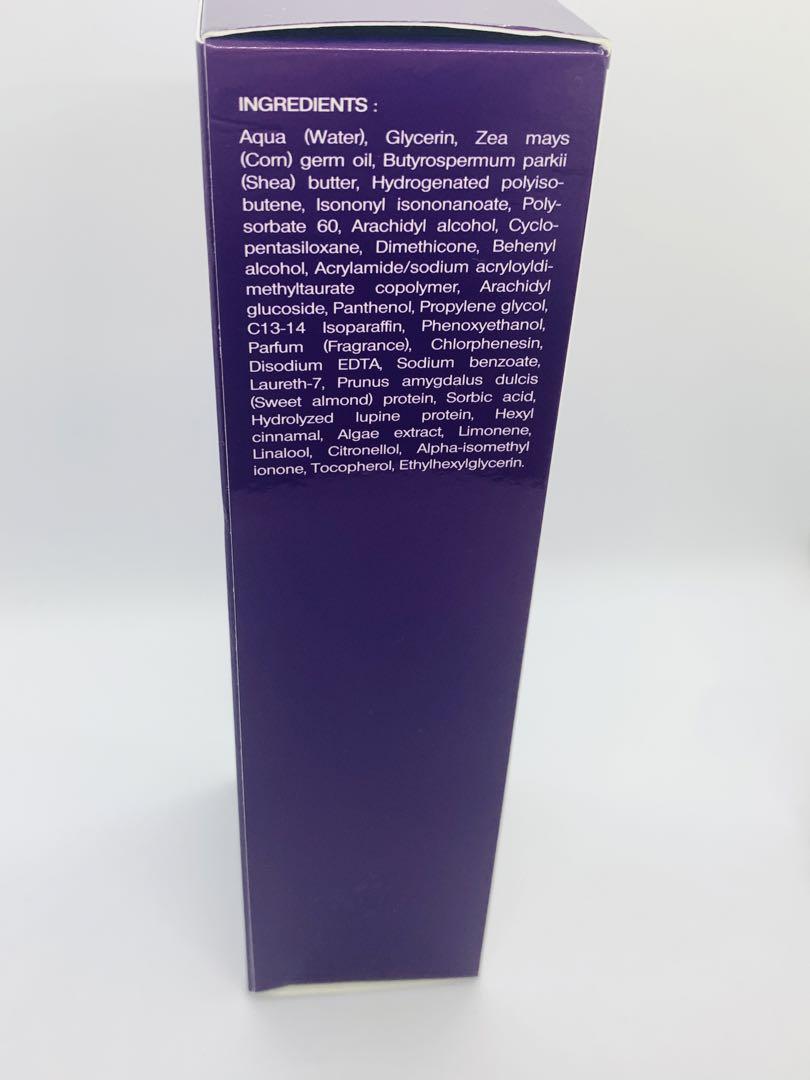 INGREDIENTS :
Aqua (Water), Glycerin, Zea mays
(Corn) germ oil, Butyrospermum parkii
(Shea) butter, Hydrogenated polyiso-
butene, Isononyl isononanoate, Poly-
sorbate 60, Arachidyl alcohol, Cyclo-
pentasiloxane, Dimethicone, Behenyl
alcohol, Acrylamide/sodium acryloyldi-
methyltaurate copolymer, Arachidyl
glucoside, Panthenol, Propylene glycol,
C13-14 Isoparaffin, Phenoxyethanol,
Parfum (Fragrance), Chlorphenesin,
Disodium EDTA, Sodium benzoate,
Laureth-7, Prunus amygdalus dulcis
(Sweet almond) protein, Sorbic acid,
Hydrolyzed lupine protein, Hexyl
cinnamal, Algae extract, Limonene,
Linalool, Citronellol, Alpha-isomethyl
ionone, Tocopherol, Ethylhexylglycerin.